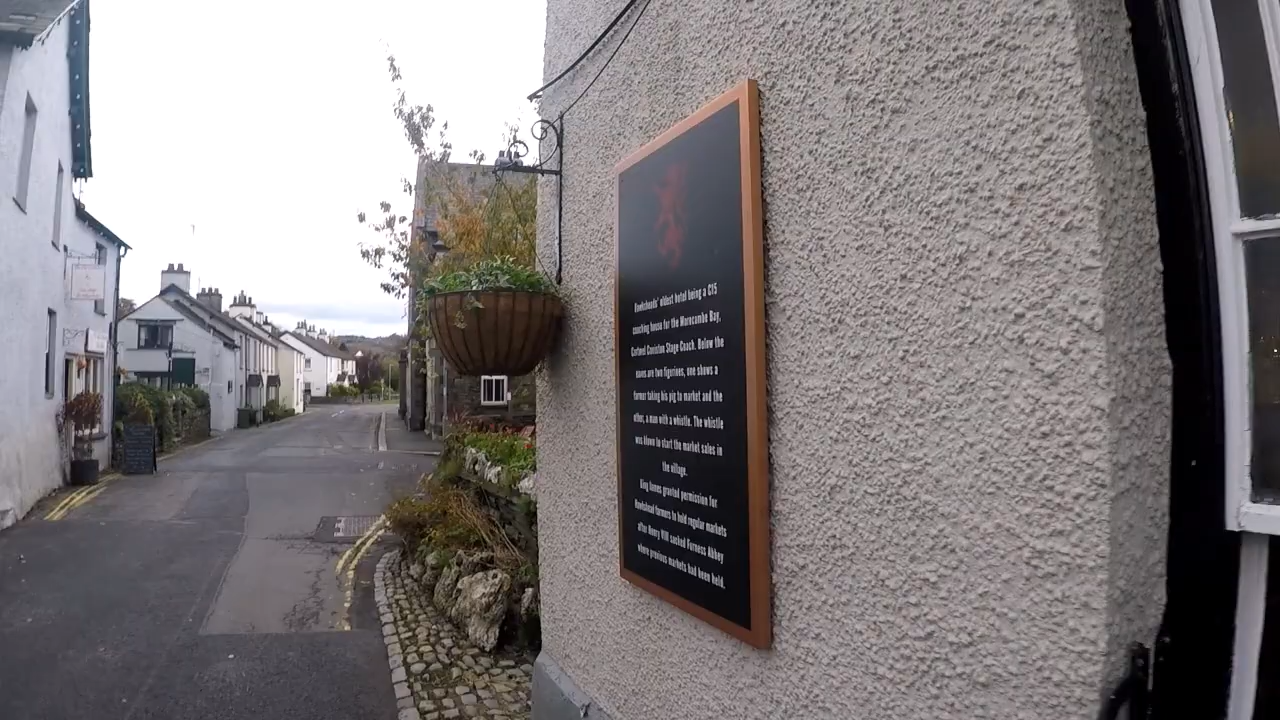 Hawksheads' oldest hotel being a C15
coaching house for the Morecambe Bay,
Cartmel Coniston Stage Coach. Below the
eaves are two figerines, one shows a
farmer taking his pig to market and the
other, a man with a whistle. The whistle
was blown to start the market sales in
the village.
King James granted permission for
Hawkshead farmers to hold regular markets
after Henry VIII sacked Furness Abbey
where previous markets had been held.